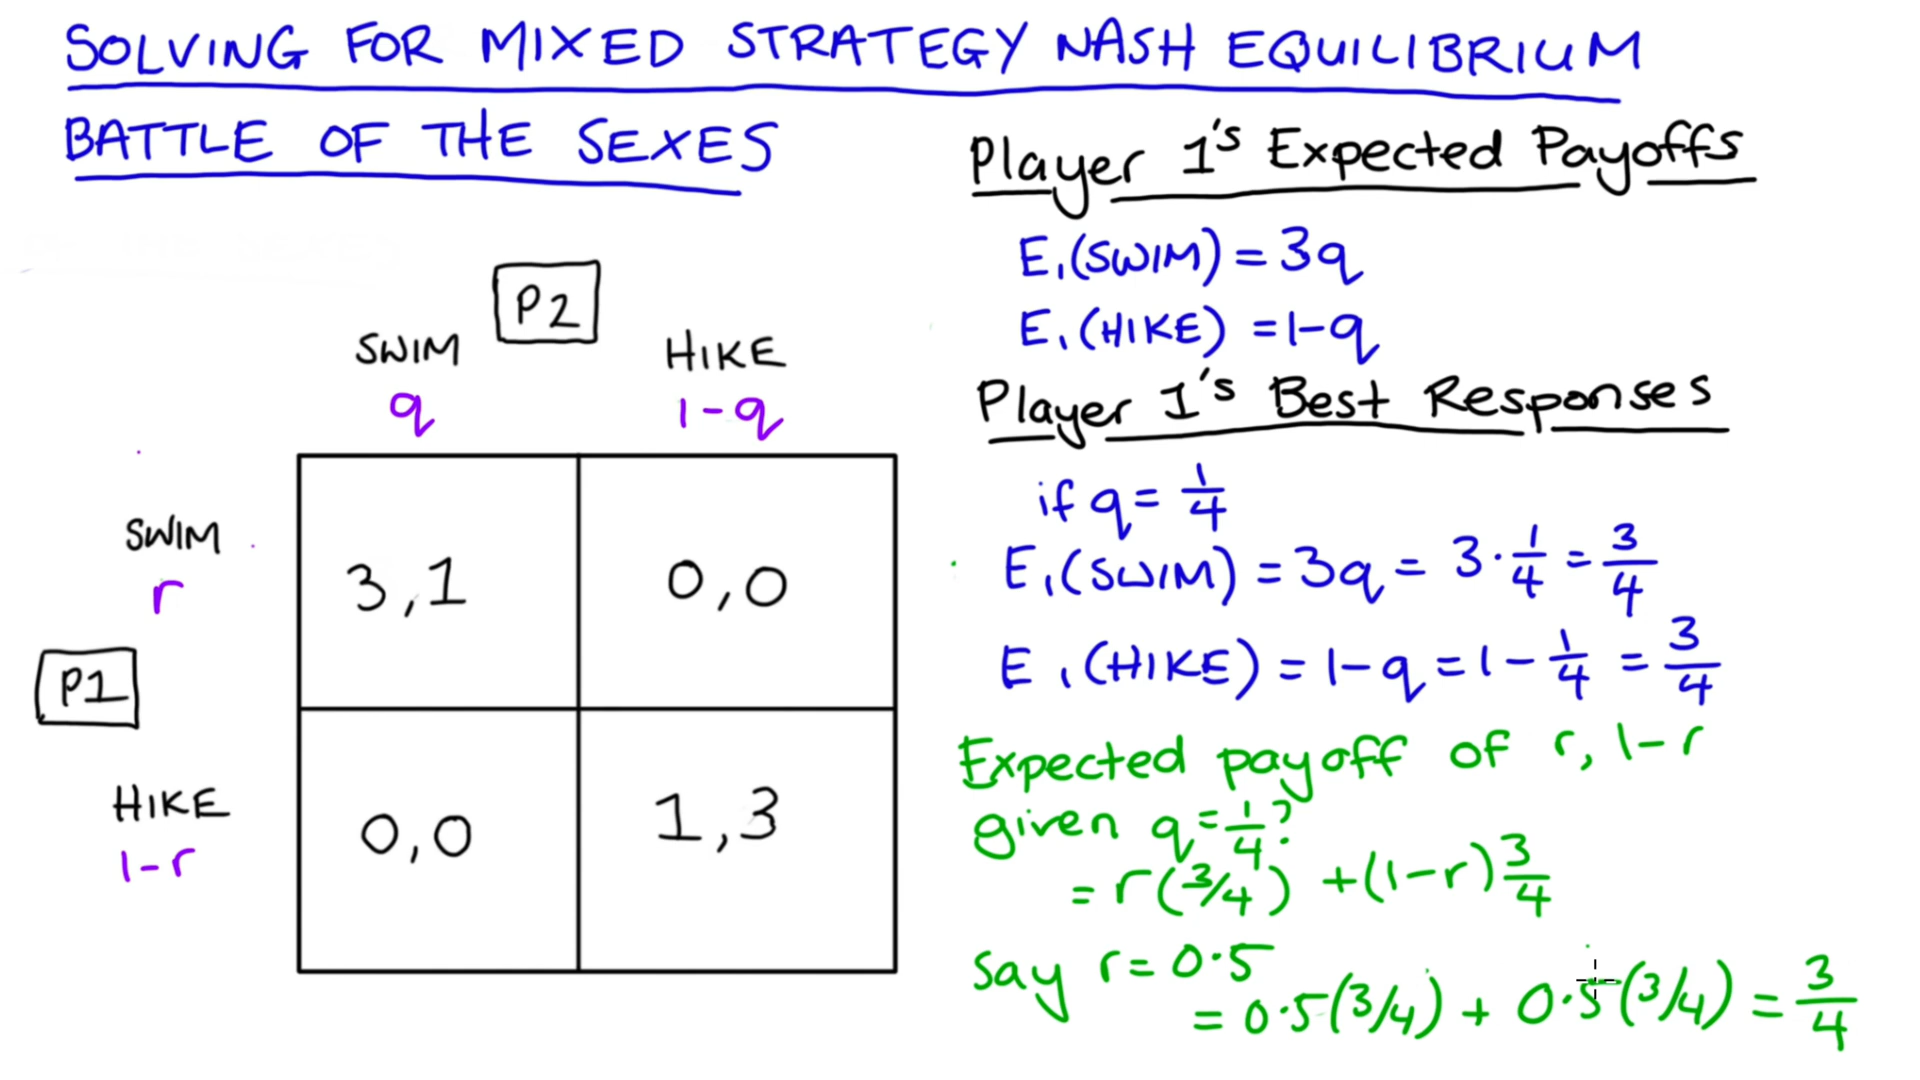 SOLVING FOR MIXED STRATEGY NASH EQUILIBRIUM
BATTLE OF THE SEXES
P2
SWIM HIKE
q 1-q
SWIM
r
3,1 0,0
P1
HIKE
1-r
0,0 1,3
Player 1's Expected Payoffs
E₁(SWIM) = 3q
E₁(HIKE) = 1-q
Player 1's Best Responses
if q = 1/4
E₁(SWIM) = 3q = 3·1/4 = 3/4
E₁(HIKE) = 1-q = 1-1/4 = 3/4
Expected payoff of r, 1-r
given q=1/4?
= r(3/4) +(1-r)3/4
say r = 0.5
= 0.5(3/4) + 0.5(3/4) = 3/4